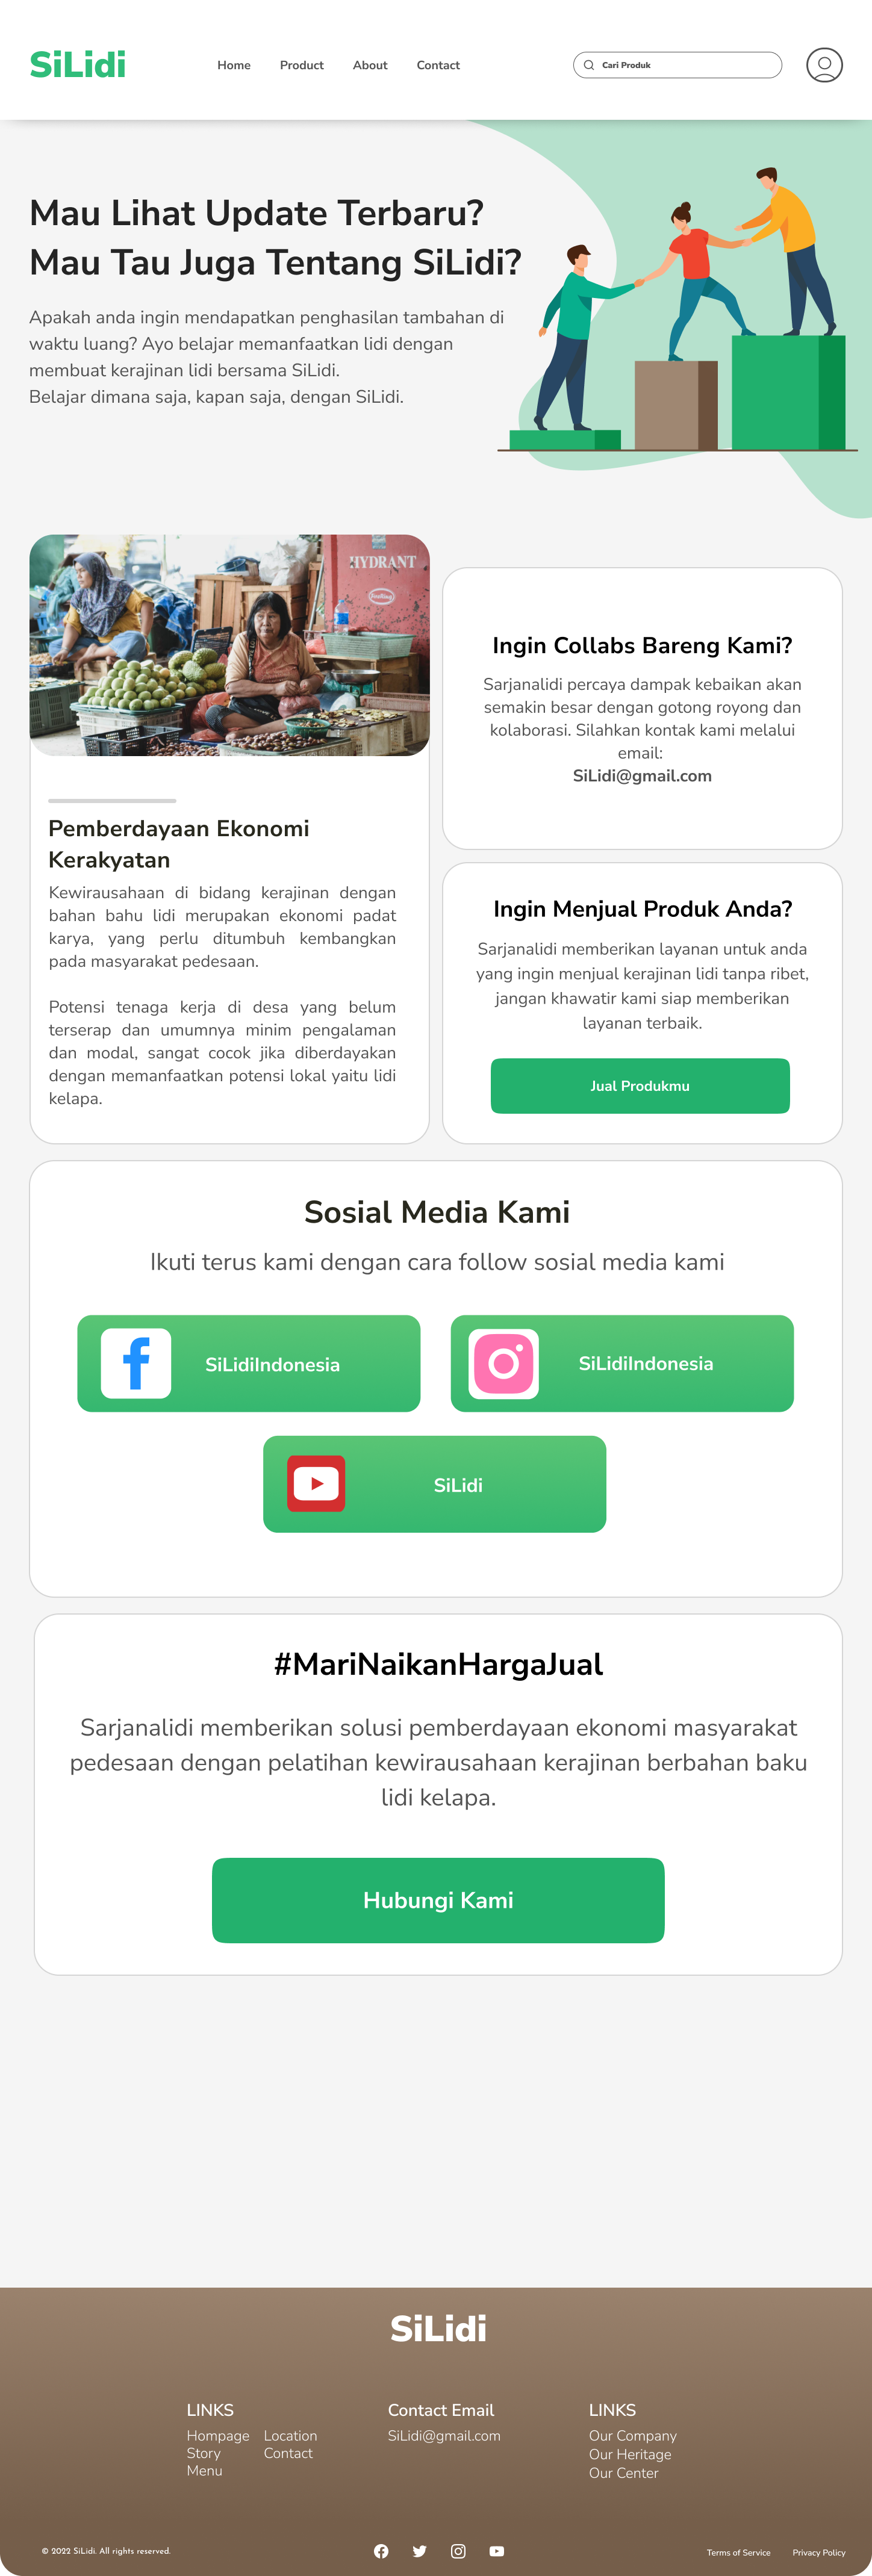 SiLidi
Home Product About Contact
Cari Produk
Mau Lihat Update Terbaru?
Mau Tau Juga Tentang SiLidi?
Apakah anda ingin mendapatkan penghasilan tambahan di
waktu luang? Ayo belajar memanfaatkan lidi dengan
membuat kerajinan lidi bersama SiLidi.
Belajar dimana saja, kapan saja, dengan SiLidi.
HYDRANT
Pemberdayaan Ekonomi
Kerakyatan
Kewirausahaan di bidang kerajinan dengan
bahan bahu lidi merupakan ekonomi padat
karya, yang perlu ditumbuh kembangkan
pada masyarakat pedesaan.
Potensi tenaga kerja di desa yang belum
terserap dan umumnya minim pengalaman
dan modal, sangat cocok jika diberdayakan
dengan memanfaatkan potensi lokal yaitu lidi
kelapa.
Ingin Collabs Bareng Kami?
Sarjanalidi percaya dampak kebaikan akan
semakin besar dengan gotong royong dan
kolaborasi. Silahkan kontak kami melalui
email:
SiLidi@gmail.com
Ingin Menjual Produk Anda?
Sarjanalidi memberikan layanan untuk anda
yang ingin menjual kerajinan lidi tanpa ribet,
jangan khawatir kami siap memberikan
layanan terbaik.
Jual Produkmu
Sosial Media Kami
Ikuti terus kami dengan cara follow sosial media kami
SiLidiIndonesia
SiLidiIndonesia
SiLidi
#MariNaikanHargaJual
Sarjanalidi memberikan solusi pemberdayaan ekonomi masyarakat
pedesaan dengan pelatihan kewirausahaan kerajinan berbahan baku
lidi kelapa.
Hubungi Kami
SiLidi
LINKS
Hompage Location
Story Contact
Menu
Contact Email
SiLidi@gmail.com
LINKS
Our Company
Our Heritage
Our Center
© 2022 SiLidi. All rights reserved.
Terms of Service Privacy Policy